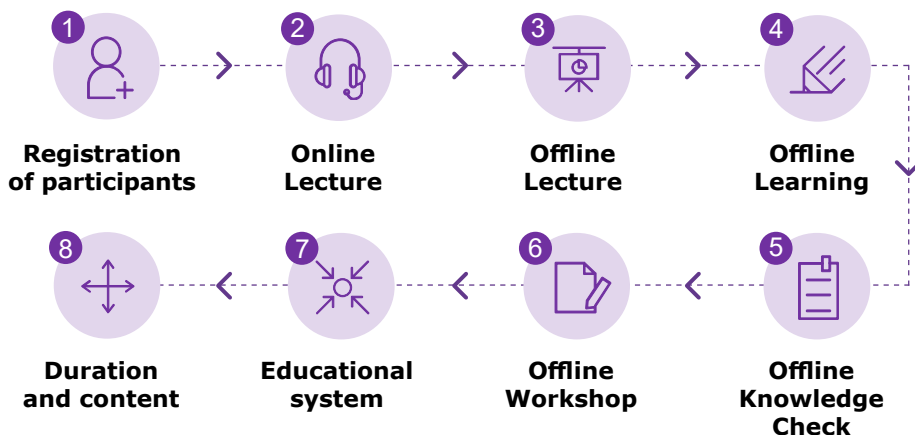 1
Registration
of participants
2
Online
Lecture
3
Offline
Lecture
4
Offline
Learning
5
Offline
Knowledge
Check
6
Offline
Workshop
7
Educational
system
8
Duration
and content